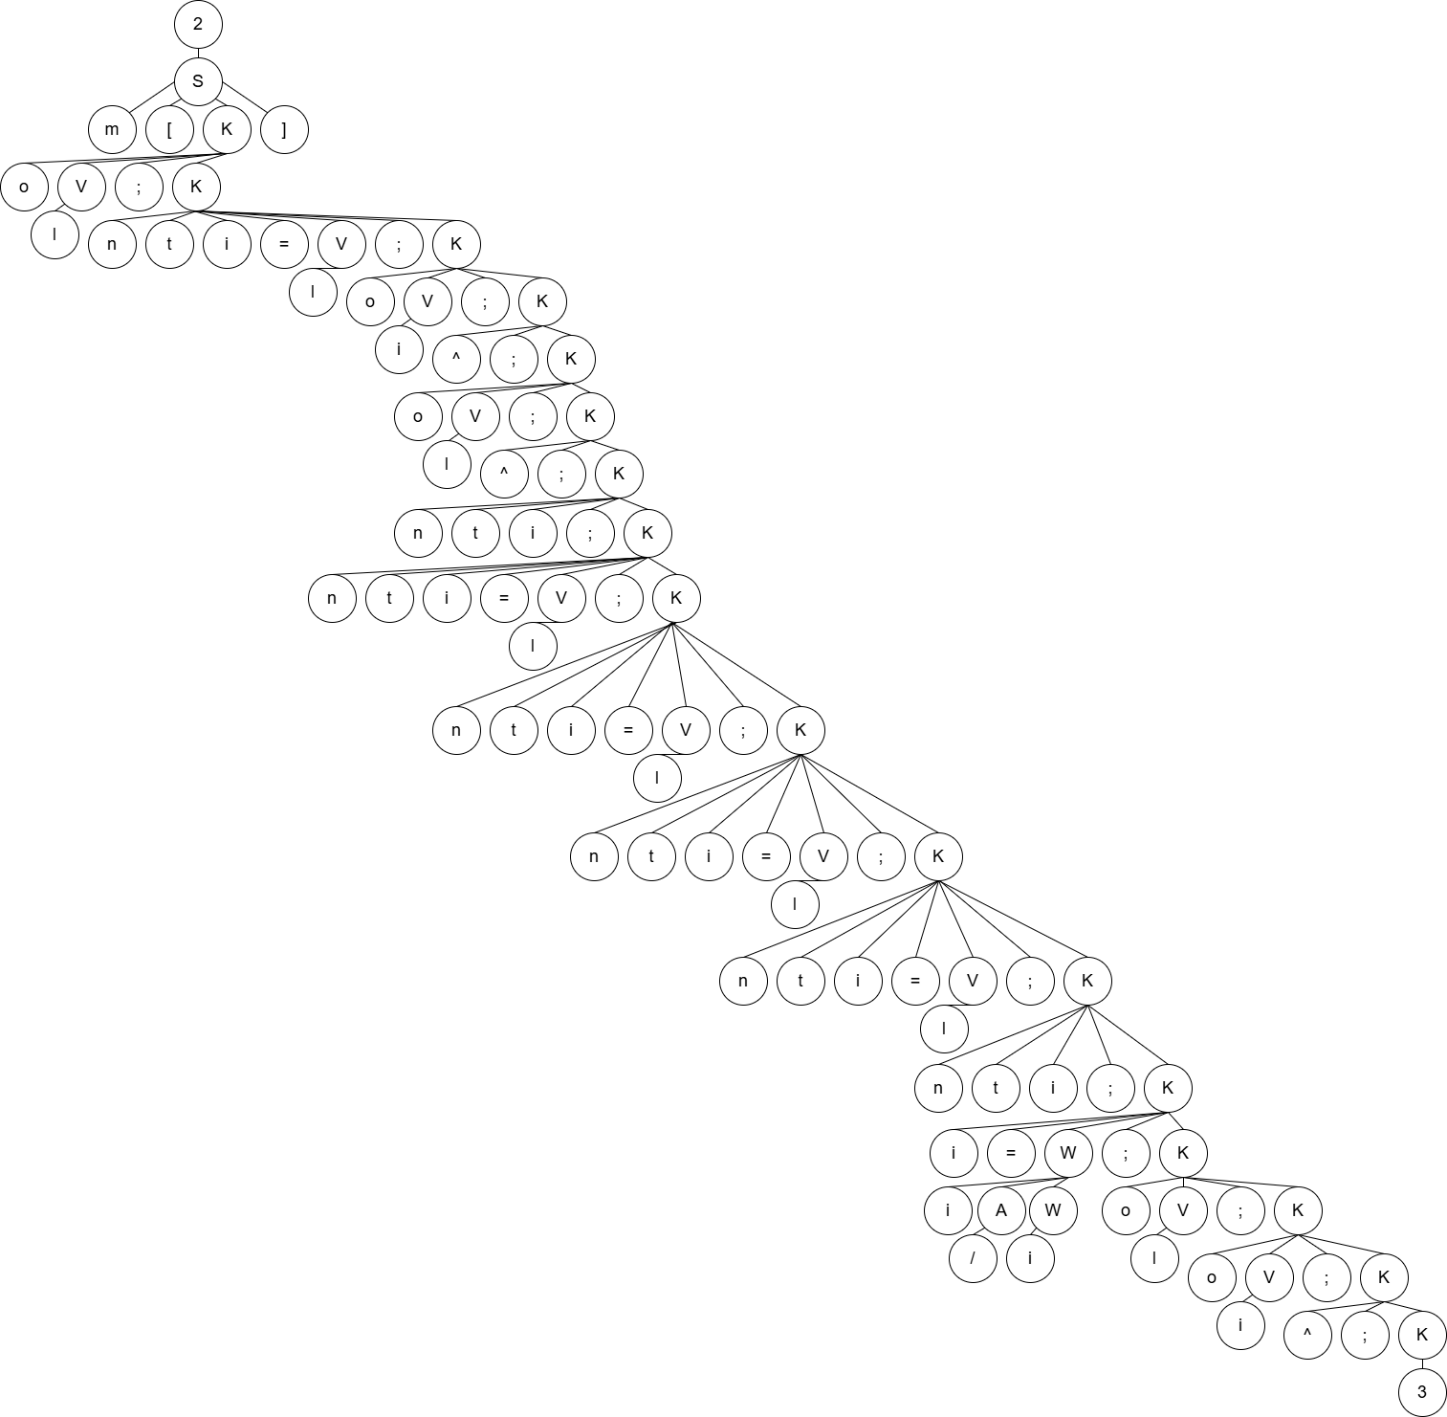 2
S
m [ K ]
o V ; K
l n t i = V ; K
l o V ; K
i ^ ; K
o V ; K
l ^ ; K
n t i ; K
n t i = V ; K
l
n t i = V ; K
l
n t i = V ; K
l
n t i = V ; K
l
n t i ; K
i = W ; K
i A W o V ; K
/ i l o V ; K
i ^ ; K
3